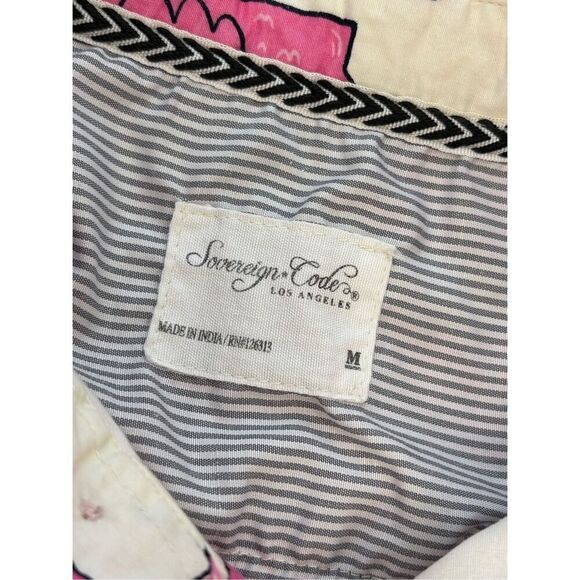 Sovereign★Code®
LOS ANGELES
MADE IN INDIA / RN#126313
M